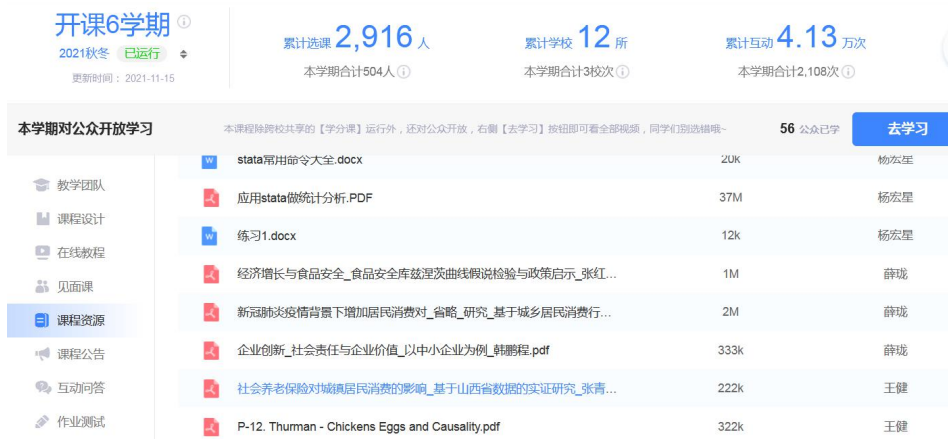 开课6学期
2021秋冬 已运行
更新时间： 2021-11-15
累计选课 2,916 人
本学期合计504人
累计学校 12 所
本学期合计3校次
累计互动 4.13 万次
本学期合计2,108次
本学期对公众开放学习
本课程除跨校共享的【学分课】运行外，还对公众开放，右侧【去学习】按钮即可看全部视频，同学们别选错哦~
56 公众已学
去学习
教学团队
课程设计
在线教程
见面课
课程资源
课程公告
互动问答
作业测试
stata常用命令大全.docx 20k 杨宏星
应用stata做统计分析.PDF 37M 杨宏星
练习1.docx 12k 杨宏星
经济增长与食品安全_食品安全库兹涅茨曲线假说检验与政策启示_张红... 1M 薛珑
新冠肺炎疫情背景下增加居民消费对_省略_研究_基于城乡居民消费行... 2M 薛珑
企业创新_社会责任与企业价值_以中小企业为例_韩鹏程.pdf 333k 薛珑
社会养老保险对城镇居民消费的影响_基于山西省数据的实证研究_张青... 222k 王健
P-12. Thurman - Chickens Eggs and Causality.pdf 322k 王健